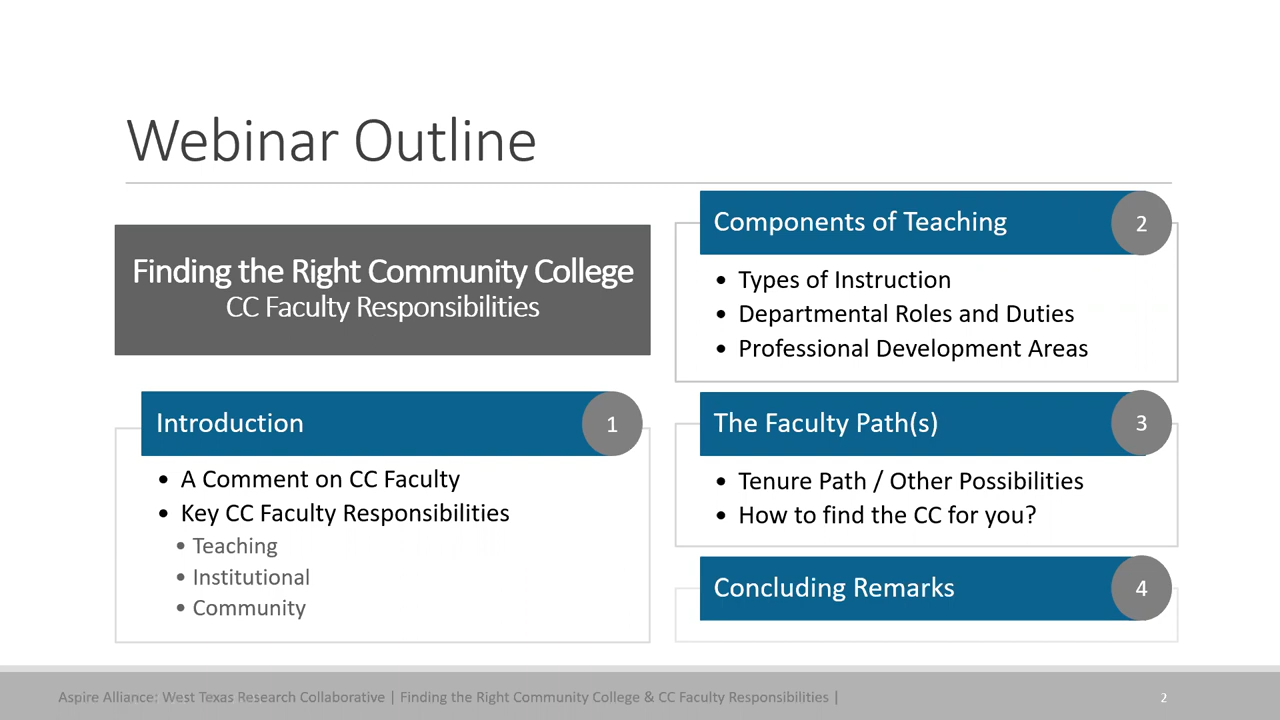 Webinar Outline
Finding the Right Community College
CC Faculty Responsibilities
Introduction
1
• A Comment on CC Faculty
• Key CC Faculty Responsibilities
• Teaching
• Institutional
• Community
Components of Teaching
2
• Types of Instruction
• Departmental Roles and Duties
• Professional Development Areas
The Faculty Path(s)
3
• Tenure Path / Other Possibilities
• How to find the CC for you?
Concluding Remarks
4
Aspire Alliance: West Texas Research Collaborative | Finding the Right Community College & CC Faculty Responsibilities |
2